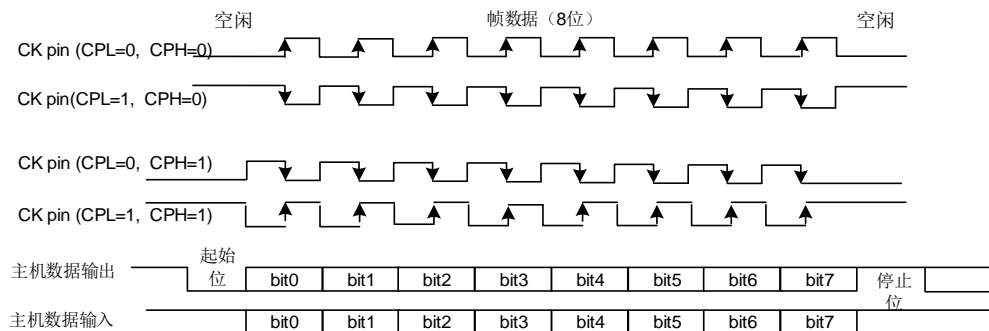 空闲 帧数据（8位） 空闲
CK pin (CPL=0, CPH=0)
CK pin(CPL=1, CPH=0)
CK pin (CPL=0, CPH=1)
CK pin (CPL=1, CPH=1)
主机数据输出 起始位 bit0 bit1 bit2 bit3 bit4 bit5 bit6 bit7 停止位
主机数据输入 bit0 bit1 bit2 bit3 bit4 bit5 bit6 bit7